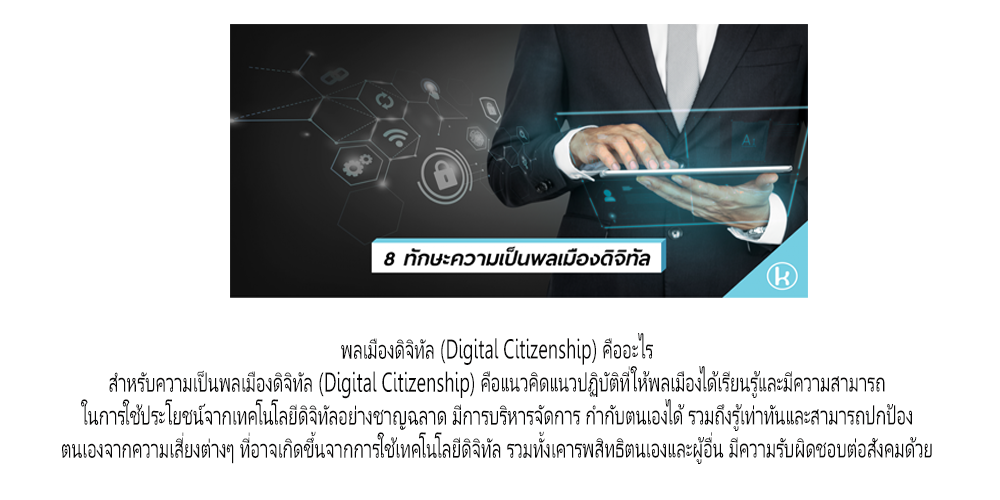 8 ทักษะความเป็นพลเมืองดิจิทัล
k
พลเมืองดิจิทัล (Digital Citizenship) คืออะไร
สำหรับความเป็นพลเมืองดิจิทัล (Digital Citizenship) คือแนวคิดแนวปฏิบัติที่ให้พลเมืองได้เรียนรู้และมีความสามารถ
ในการใช้ประโยชน์จากเทคโนโลยีดิจิทัลอย่างชาญฉลาด มีการบริหารจัดการ กำกับตนเองได้ รวมถึงรู้เท่าทันและสามารถปกป้อง
ตนเองจากความเสี่ยงต่างๆ ที่อาจเกิดขึ้นจากการใช้เทคโนโลยีดิจิทัล รวมทั้งเคารพสิทธิตนเองและผู้อื่น มีความรับผิดชอบต่อสังคมด้วย